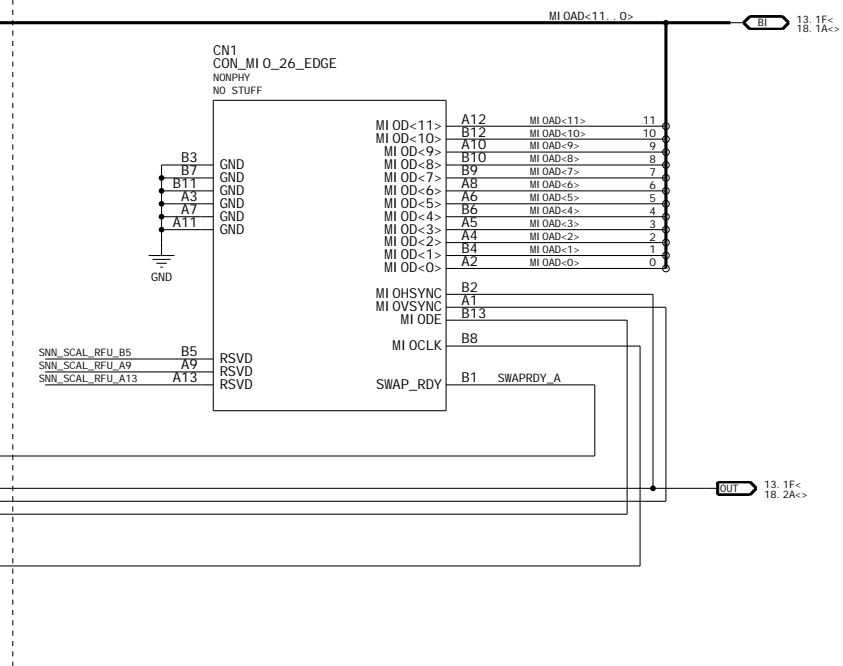 MIOAD<11..0>
BI
13.1F<
18.1A<>
CN1
CON_MIO_26_EDGE
NONPHY
NO STUFF
MIOD<11> A12 MIOAD<11> 11
MIOD<10> B12 MIOAD<10> 10
MIOD<9> A10 MIOAD<9> 9
B3 GND MIOD<8> B10 MIOAD<8> 8
B7 GND MIOD<7> B9 MIOAD<7> 7
B11 GND MIOD<6> A8 MIOAD<6> 6
A3 GND MIOD<5> A6 MIOAD<5> 5
A7 GND MIOD<4> B6 MIOAD<4> 4
A11 GND MIOD<3> A5 MIOAD<3> 3
MIOD<2> A4 MIOAD<2> 2
MIOD<1> B4 MIOAD<1> 1
MIOD<0> A2 MIOAD<0> 0
GND
MIOHSYNC B2
MIOVSYNC A1
MIODE B13
MIOCLK B8
SNN_SCAL_RFU_B5 B5 RSVD
SNN_SCAL_RFU_A9 A9 RSVD
SNN_SCAL_RFU_A13 A13 RSVD
SWAP_RDY B1 SWAPRDY_A
OUT
13.1F<
18.2A<>